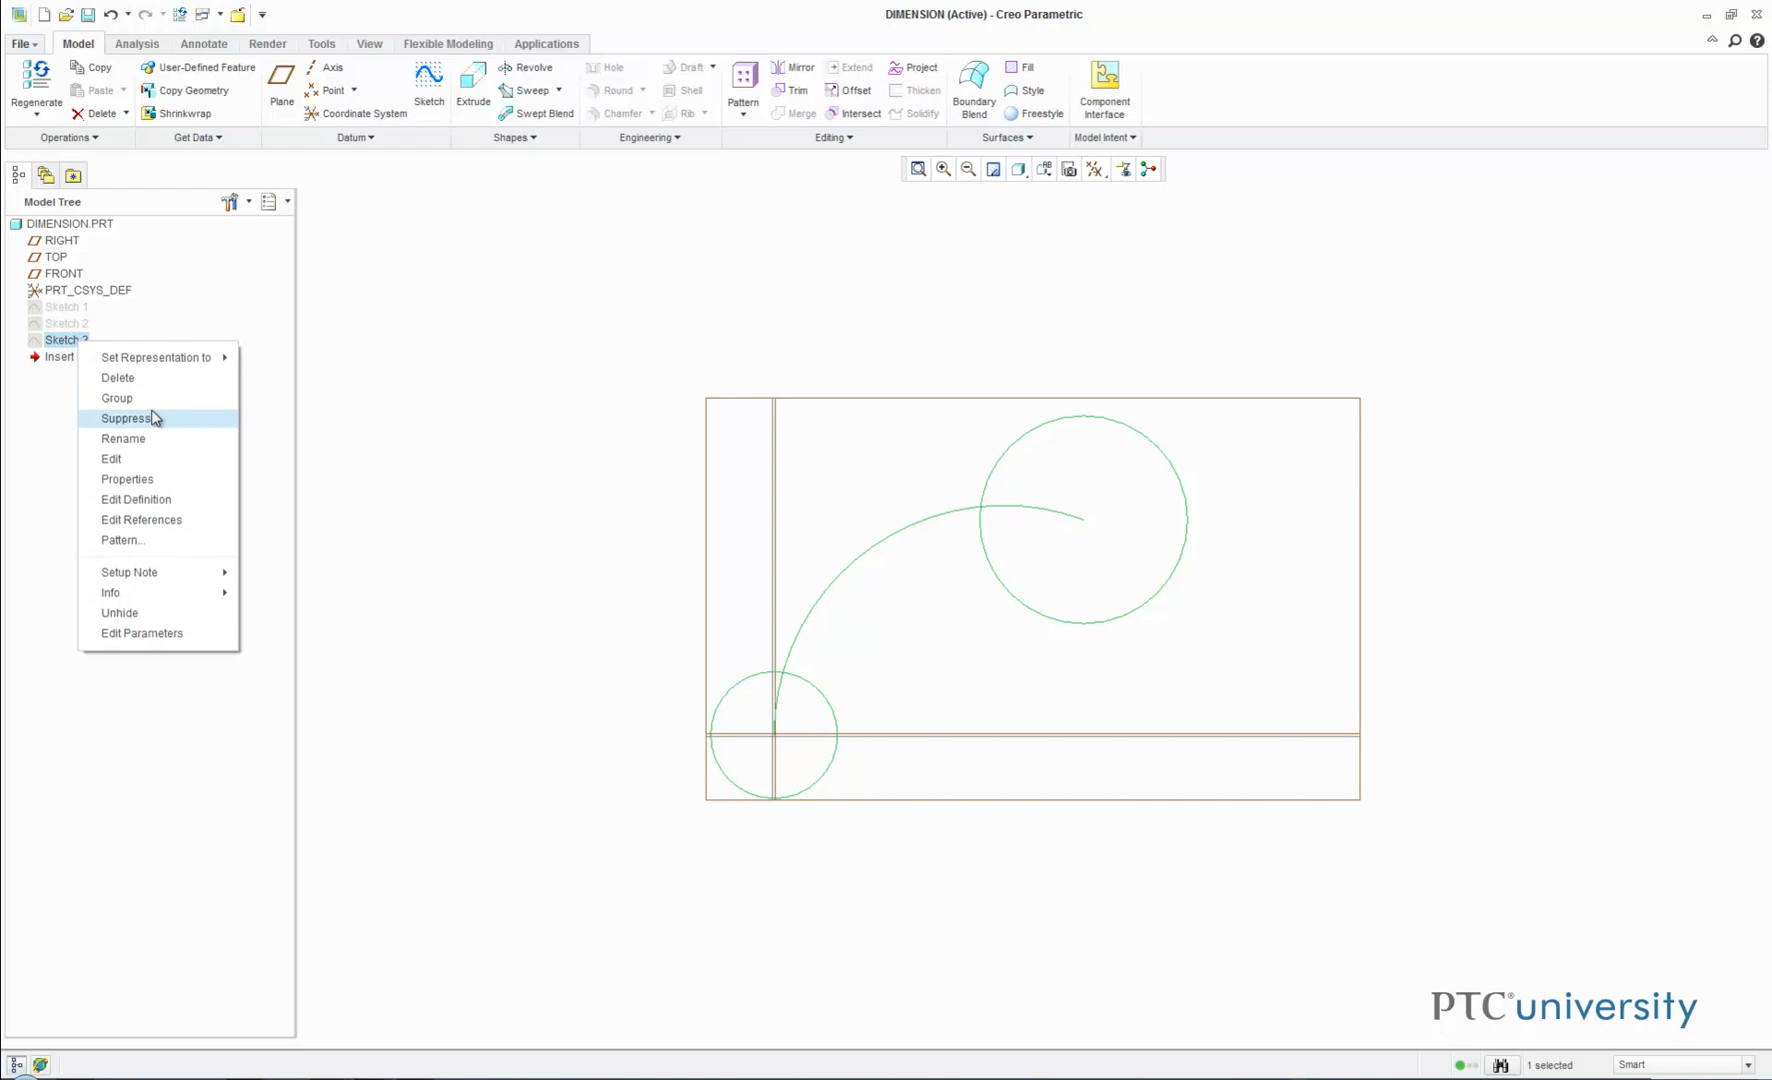 DIMENSION (Active) - Creo Parametric
File
Model
Analysis
Annotate
Render
Tools
View
Flexible Modeling
Applications
Regenerate
Copy
Paste
Delete
User-Defined Feature
Copy Geometry
Shrinkwrap
Plane
Axis
Point
Coordinate System
Sketch
Extrude
Revolve
Sweep
Swept Blend
Hole
Round
Chamfer
Draft
Shell
Rib
Pattern
Mirror
Trim
Merge
Extend
Offset
Intersect
Project
Thicken
Solidify
Boundary
Blend
Fill
Style
Freestyle
Component
Interface
Operations
Get Data
Datum
Shapes
Engineering
Editing
Surfaces
Model Intent
Model Tree
DIMENSION.PRT
RIGHT
TOP
FRONT
PRT_CSYS_DEF
Sketch 1
Sketch 2
Sketch 3
Insert
Set Representation to
Delete
Group
Suppress
Rename
Edit
Properties
Edit Definition
Edit References
Pattern...
Setup Note
Info
Unhide
Edit Parameters
PTC® university
1 selected
Smart